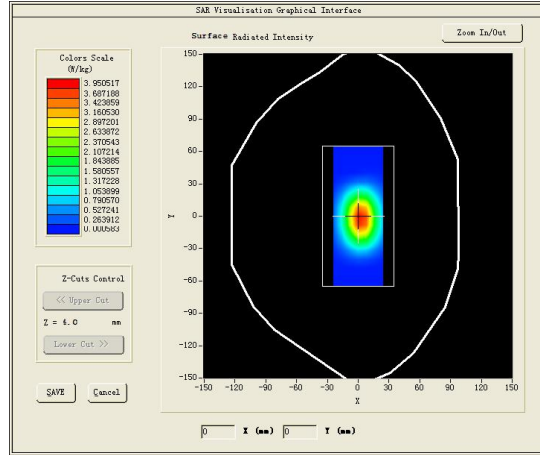 SAR Visualisation Graphical Interface
Surface Radiated Intensity
Zoom In/Out
Colors Scale
(W/kg)
3.950517
3.687188
3.423859
3.160530
2.897201
2.633872
2.370543
2.107214
1.843885
1.580557
1.317228
1.053899
0.790570
0.527241
0.263912
0.000583
150
120
90
60
30
Y
0
-30
-60
-90
-120
-150
-150 -120 -90 -60 -30 0 30 60 90 120 150
X
Z-Cuts Control
<< Upper Cut
Z = 4.0 mm
Lower Cut >>
SAVE Cancel
0 X (mm) 0 Y (mm)